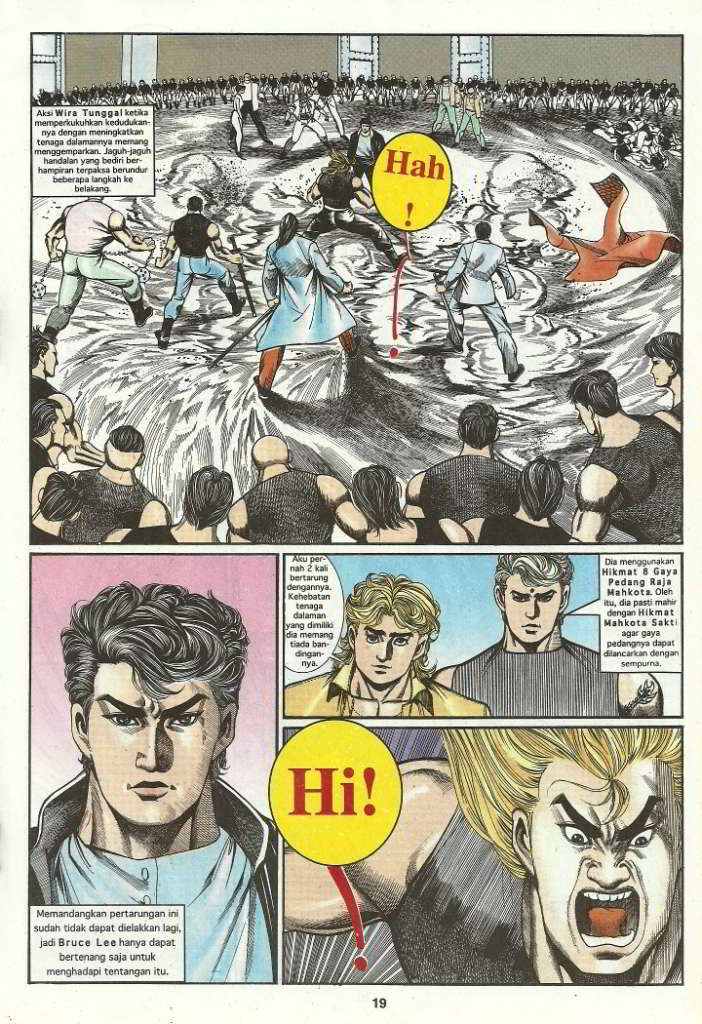 Aksi Wira Tunggal ketika
memperkukuhkan kedudukan-
nya dengan meningkatkan
tenaga dalamannya memang
menggemparkan. Jaguh-jaguh
handalan yang bediri ber-
hampiran terpaksa berundur
beberapa langkah ke
belakang.
Hah
!
Memandangkan pertarungan ini
sudah tidak dapat dielakkan lagi,
jadi Bruce Lee hanya dapat
bertenang saja untuk
menghadapi tentangan itu.
Aku per-
nah 2 kali
bertarung
dengannya.
Kehebatan
tenaga
dalaman
yang dimiliki
dia memang
tiada ban-
dingan-
nya.
Dia menggunakan
Hikmat 8 Gaya
Pedang Raja
Mahkota. Oleh
itu, dia pasti mahir
dengan Hikmat
Mahkota Sakti
agar gaya
pedangnya dapat
dilancarkan dengan
sempurna.
Hi!
19